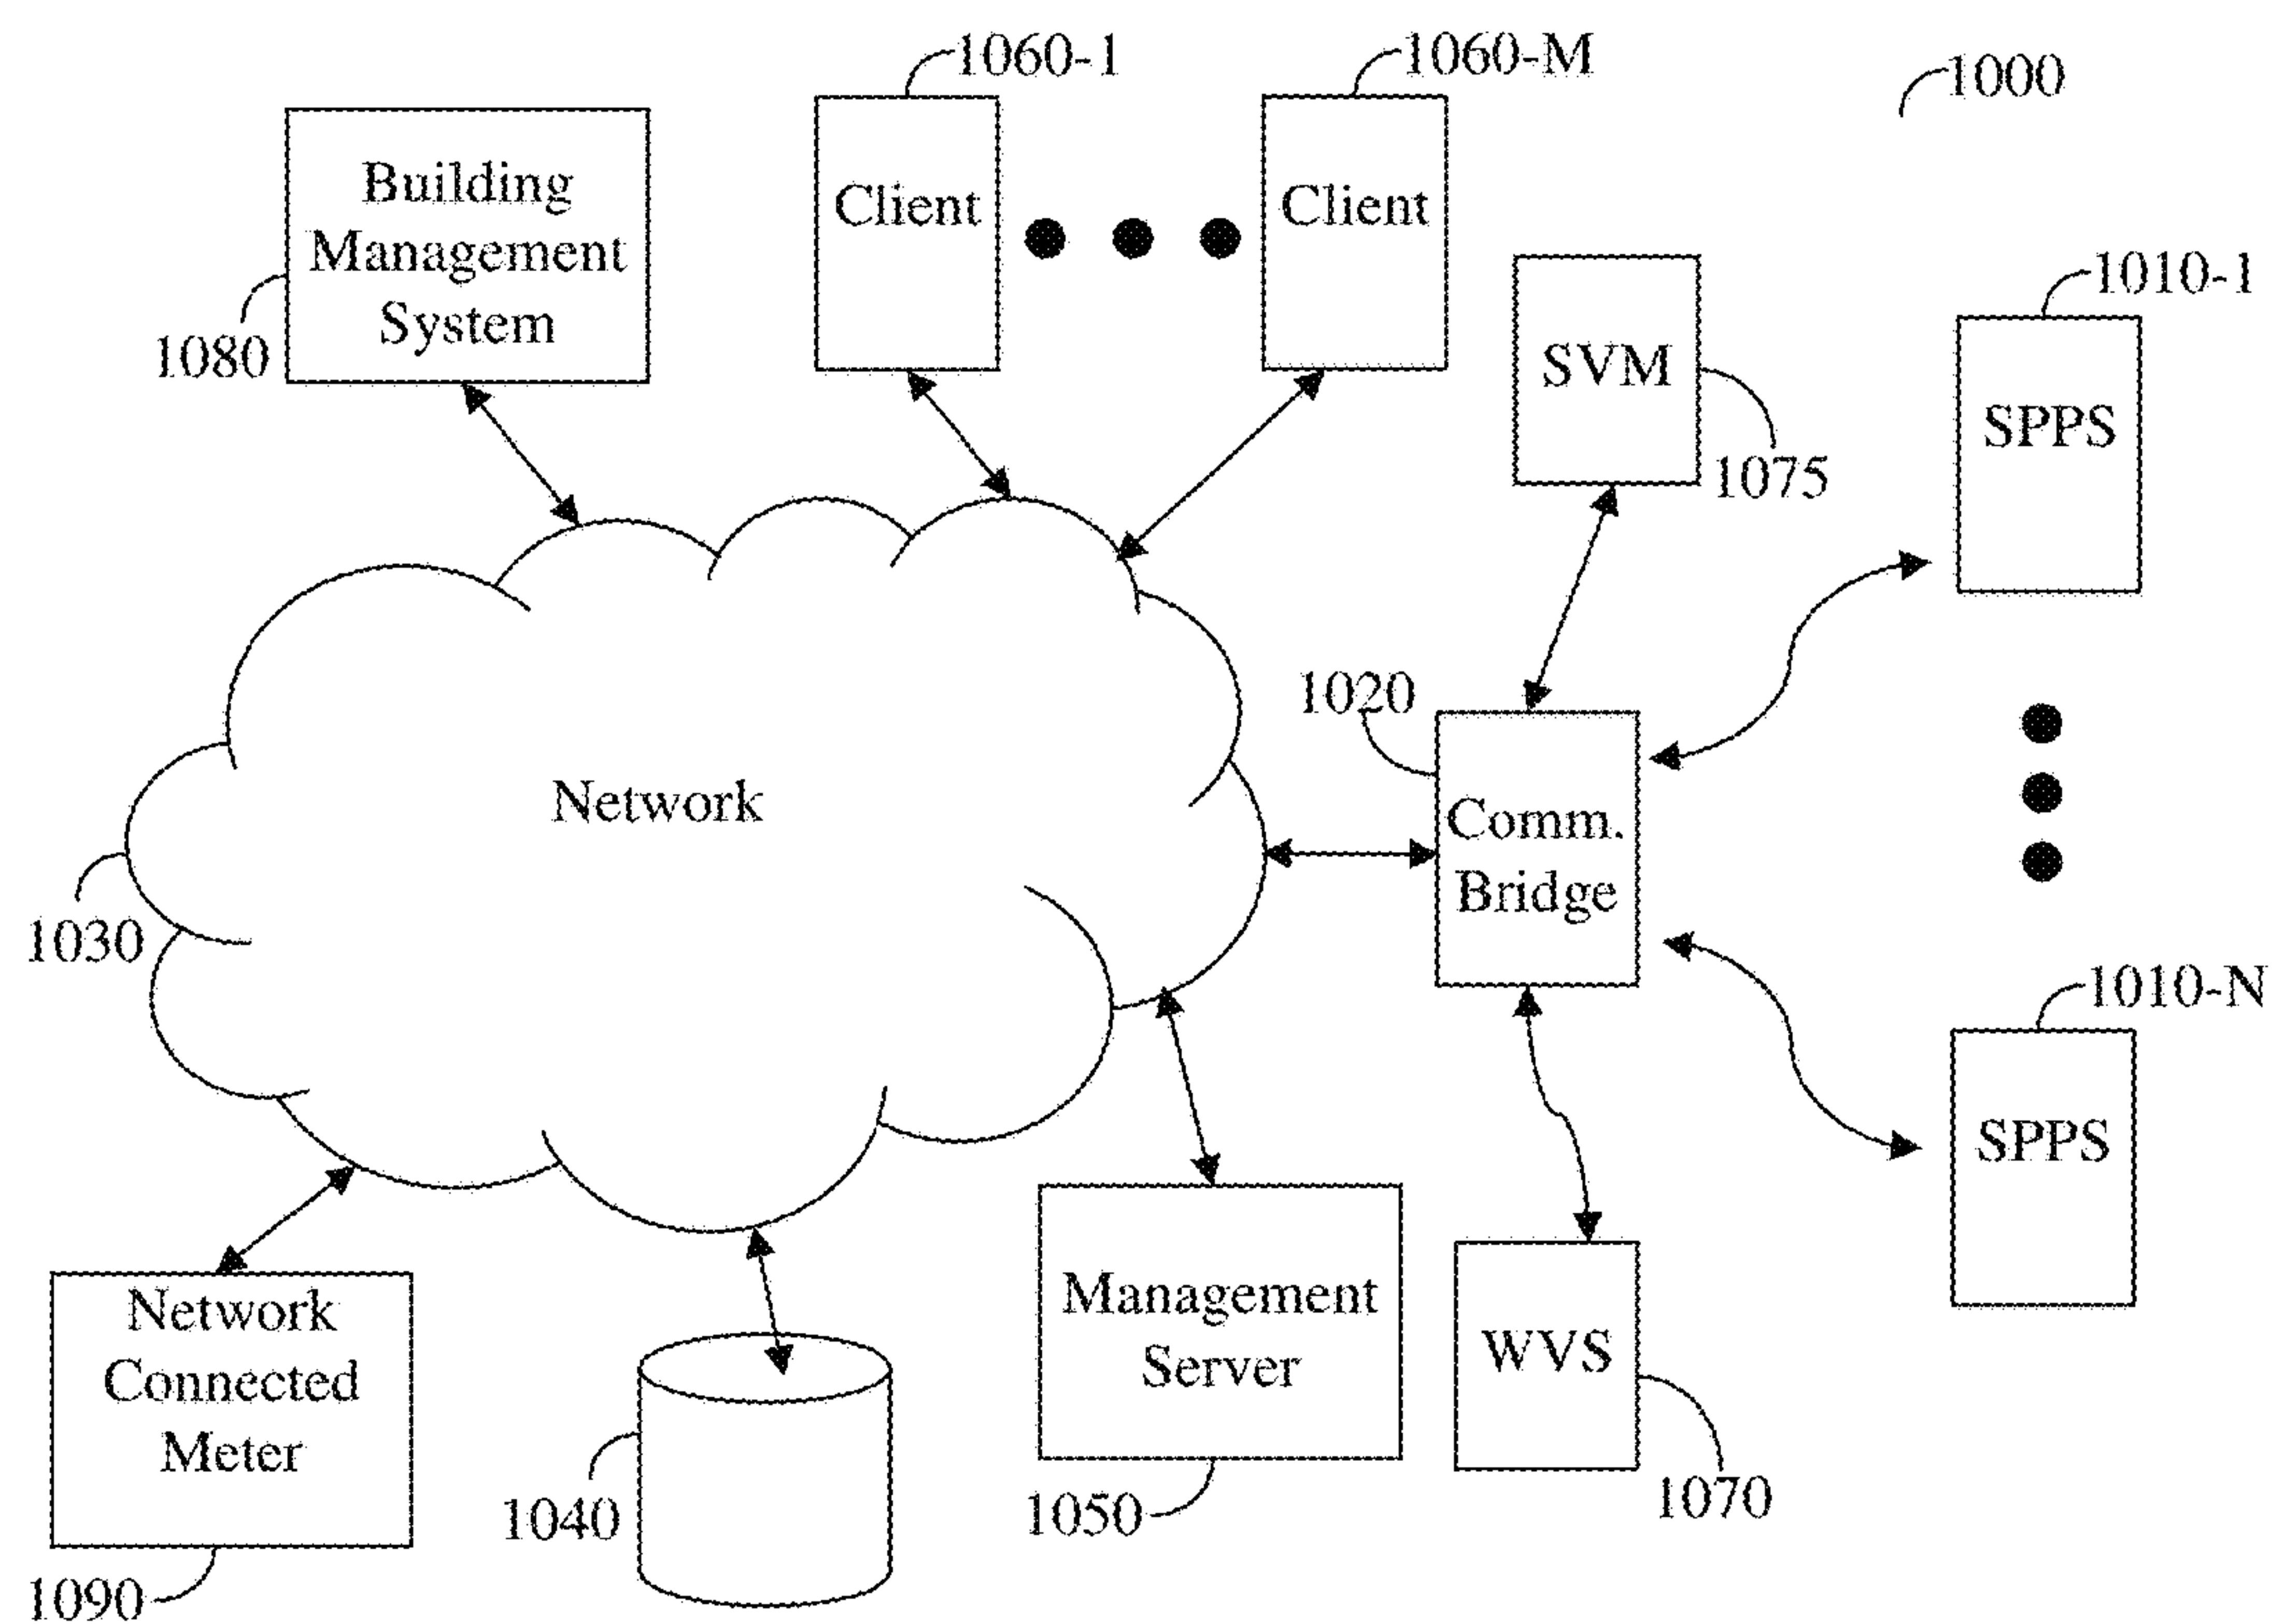 1060-1
1060-M
1000
Building
Management
System
1080
Client
Client
SVM
1075
1010-1
SPPS
Network
1030
1020
Comm.
Bridge
1010-N
SPPS
Network
Connected
Meter
1090
1040
Management
Server
1050
WVS
1070